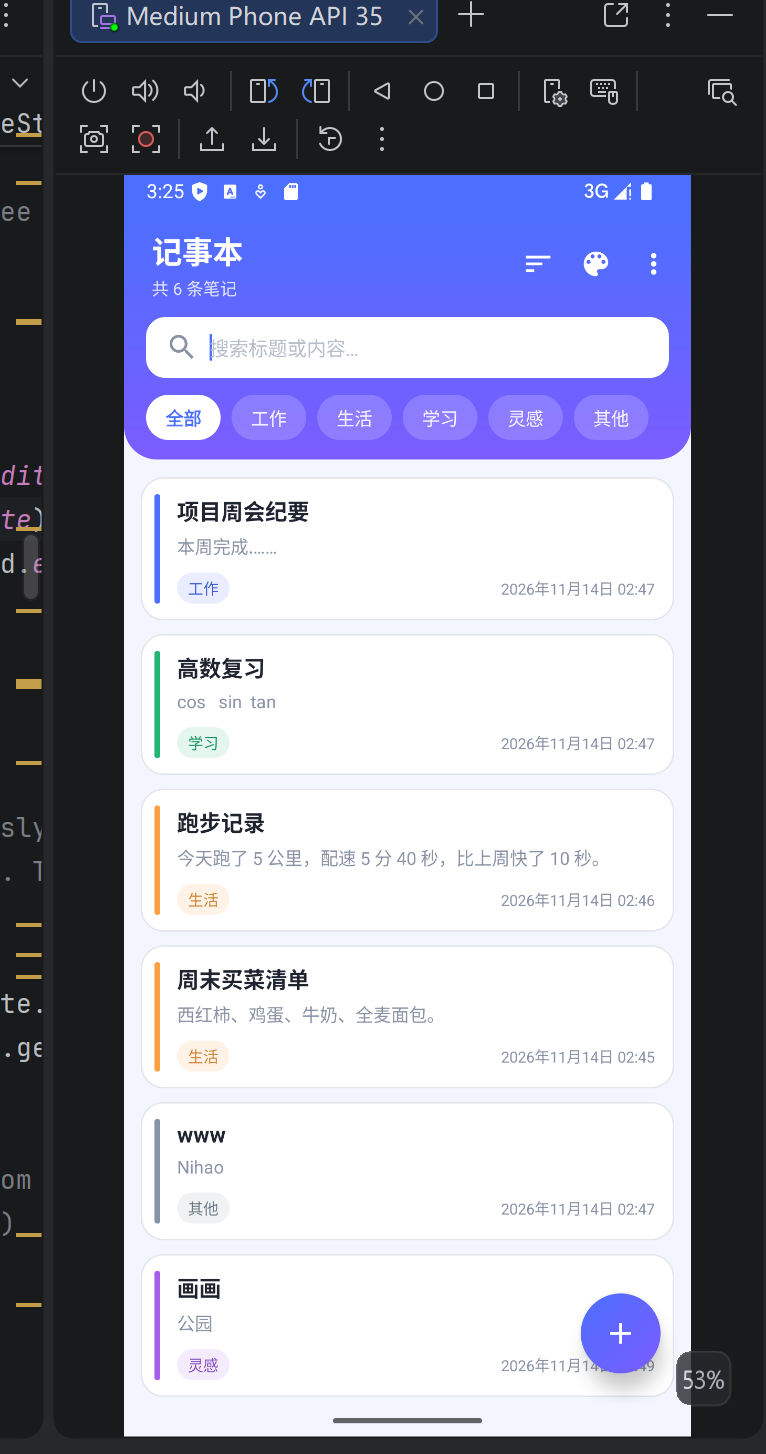 Medium Phone API 35
eSt
ee
3:25
3G
记事本
共 6 条笔记
搜索标题或内容...
全部 工作 生活 学习 灵感 其他
项目周会纪要
本周完成.......
工作 2026年11月14日 02:47
dit
高数复习
te)
cos sin tan
d.e
学习 2026年11月14日 02:47
跑步记录
sly
今天跑了 5 公里，配速 5 分 40 秒，比上周快了 10 秒。
. T
生活 2026年11月14日 02:46
周末买菜清单
te.
西红柿、鸡蛋、牛奶、全麦面包。
.ge
生活 2026年11月14日 02:45
www
Nihao
om
其他 2026年11月14日 02:47
)
画画
公园
灵感 2026年11月14日
53%